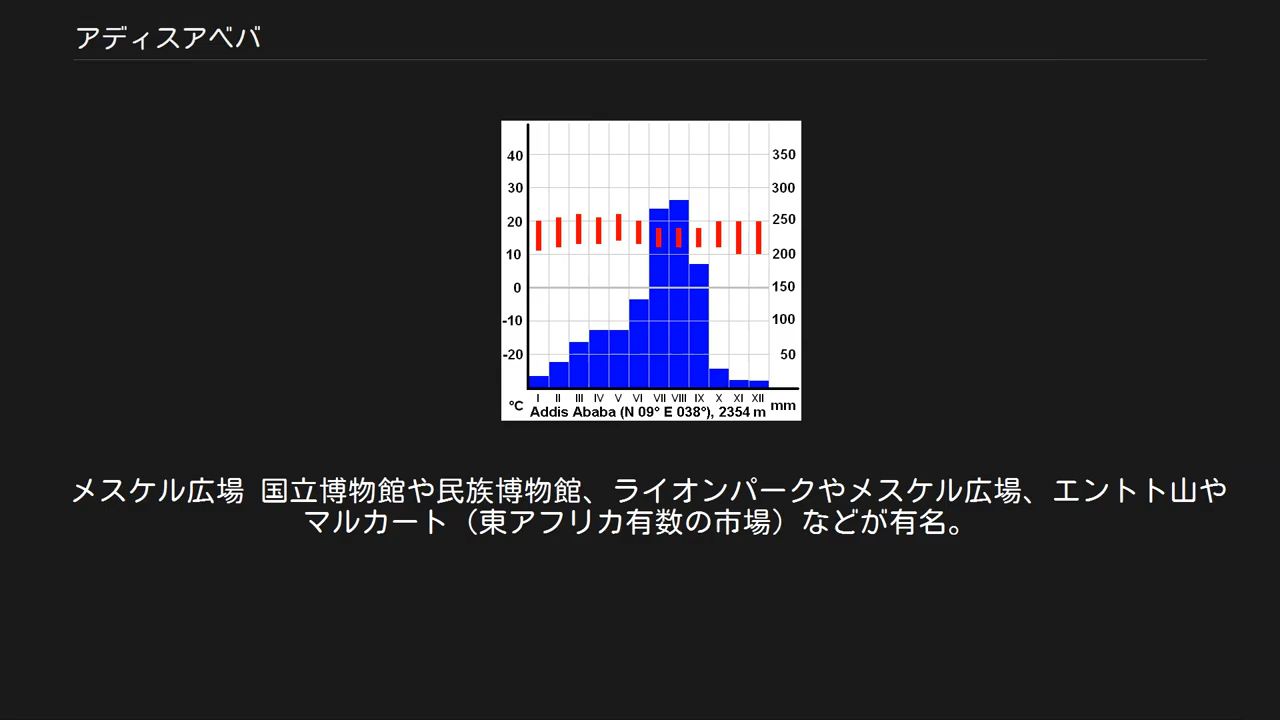 アディスアベバ
40
30
20
10
0
-10
-20
350
300
250
200
150
100
50
I II III IV V VI VII VIII IX X XI XII
°C Addis Ababa (N 09° E 038°), 2354 m mm
メスケル広場 国立博物館や民族博物館、ライオンパークやメスケル広場、エントト山や
マルカート（東アフリカ有数の市場）などが有名。